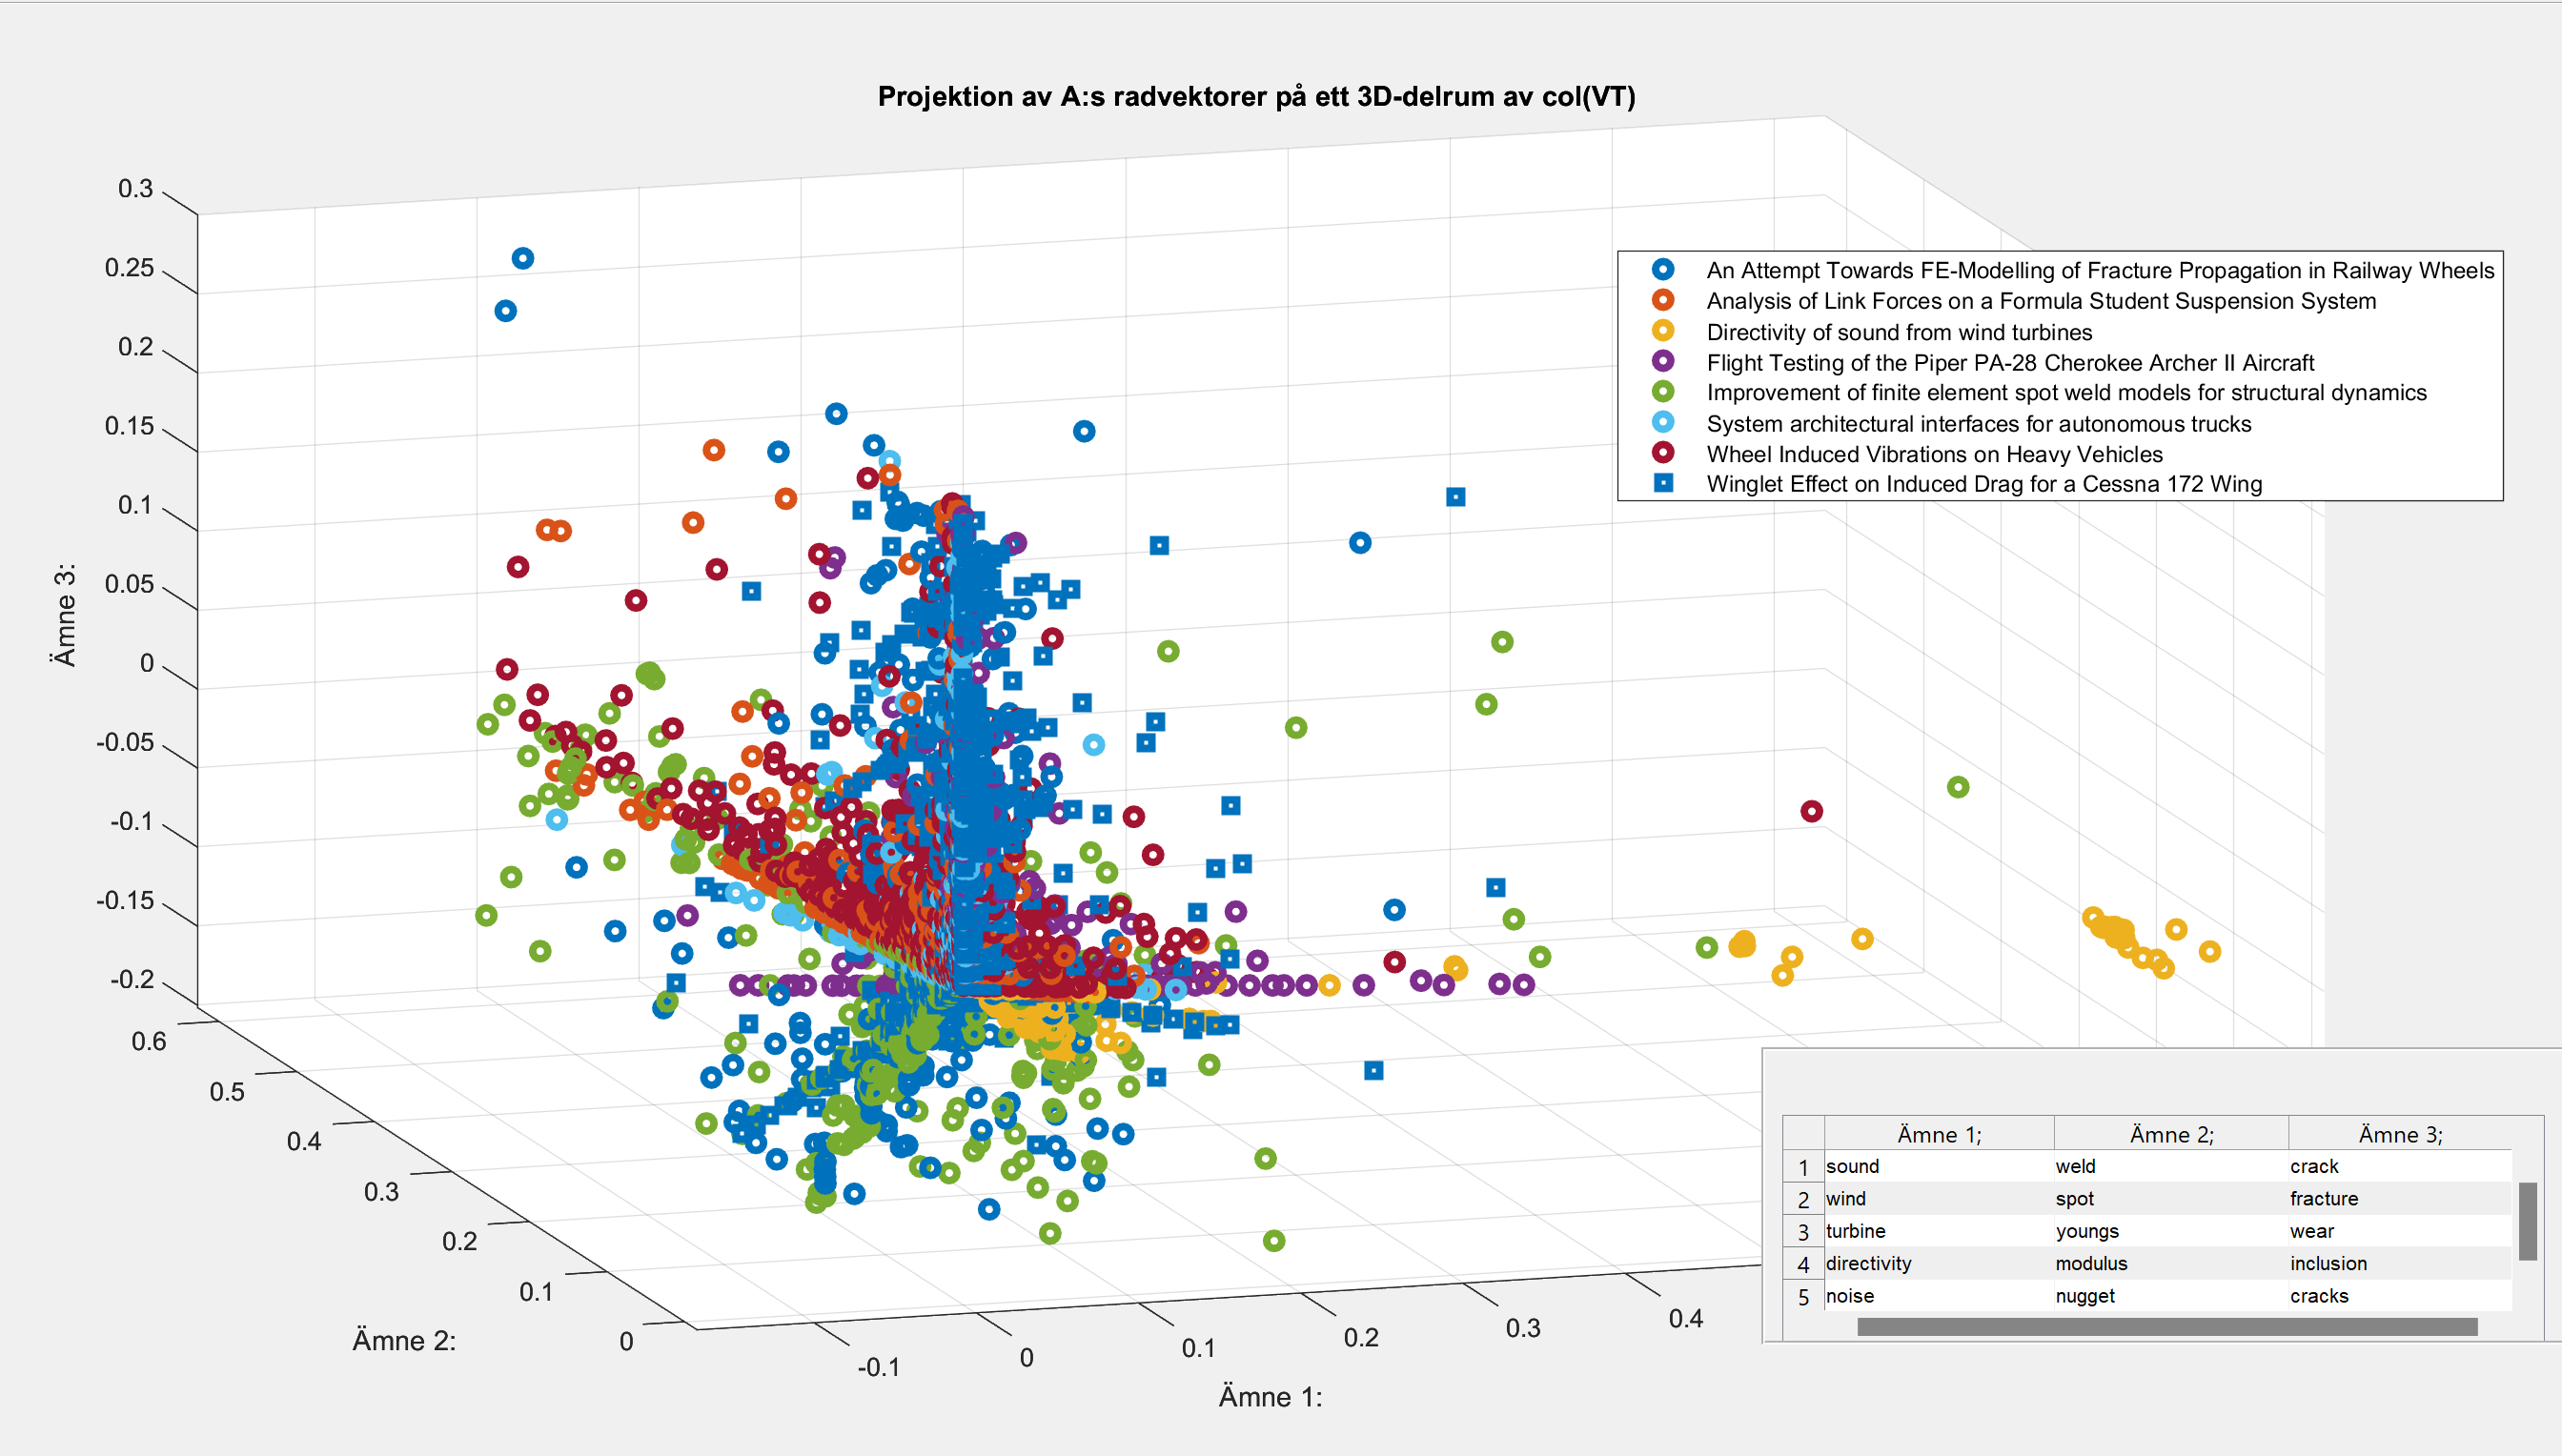 Projektion av A:s radvektorer på ett 3D-delrum av col(VT)
0.3
0.25
0.2
0.15
0.1
0.05
0
-0.05
-0.1
-0.15
-0.2
Ämne 3:
An Attempt Towards FE-Modelling of Fracture Propagation in Railway Wheels
Analysis of Link Forces on a Formula Student Suspension System
Directivity of sound from wind turbines
Flight Testing of the Piper PA-28 Cherokee Archer II Aircraft
Improvement of finite element spot weld models for structural dynamics
System architectural interfaces for autonomous trucks
Wheel Induced Vibrations on Heavy Vehicles
Winglet Effect on Induced Drag for a Cessna 172 Wing
0.6
0.5
0.4
0.3
0.2
0.1
0
Ämne 2:
-0.1
0
0.1
0.2
0.3
0.4
Ämne 1:
Ämne 1; Ämne 2; Ämne 3;
1 sound weld crack
2 wind spot fracture
3 turbine youngs wear
4 directivity modulus inclusion
5 noise nugget cracks